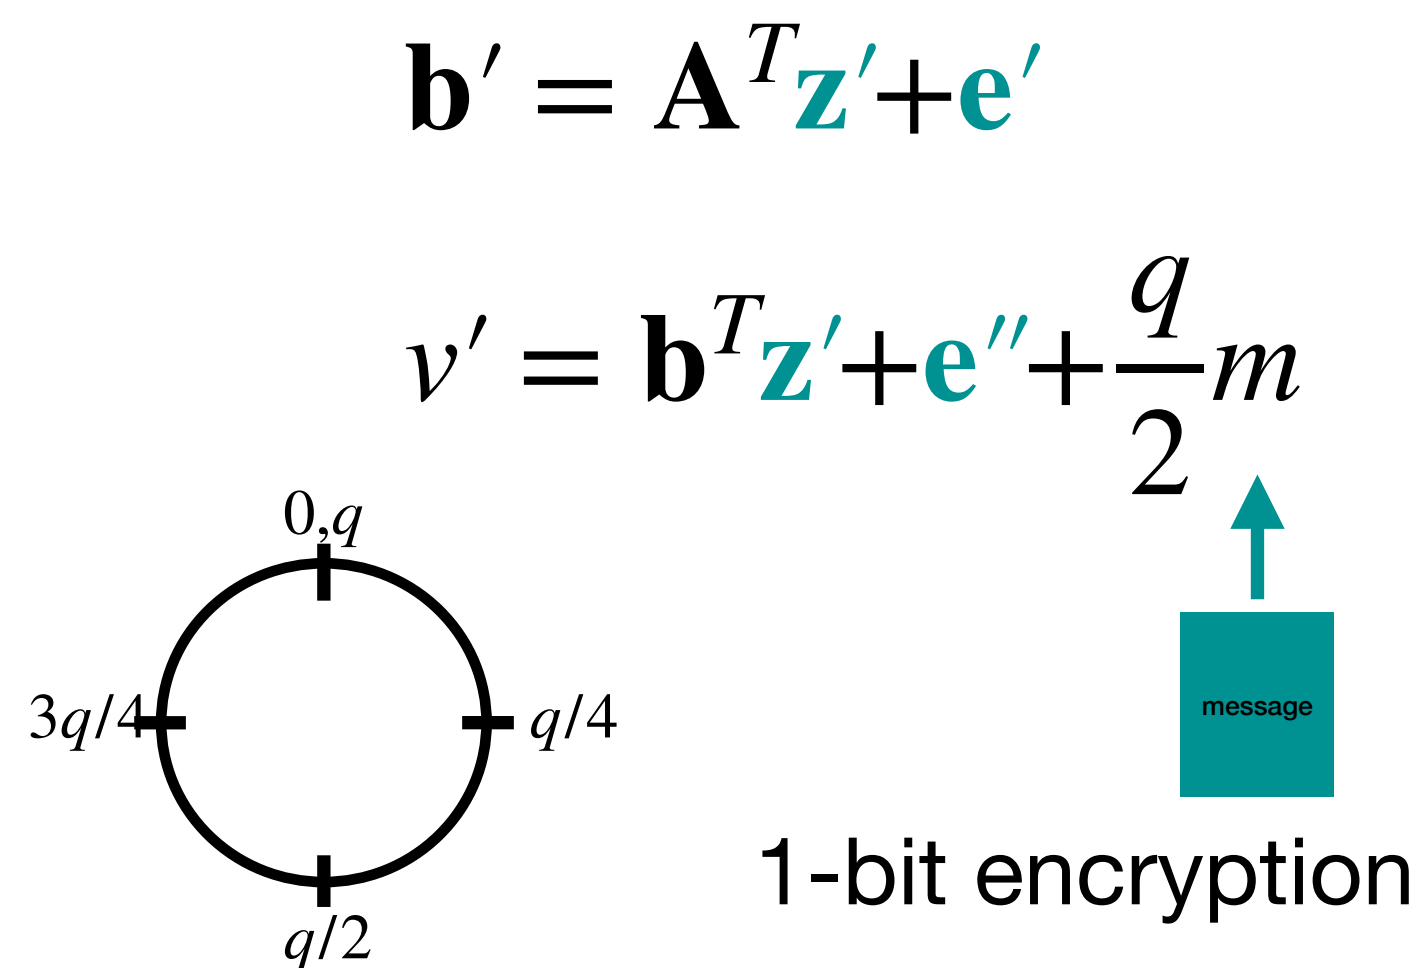 b′ = A^T z′+e′
v′ = b^T z′+e″+q/2 m
0,q
3q/4
q/4
message
1-bit encryption
q/2